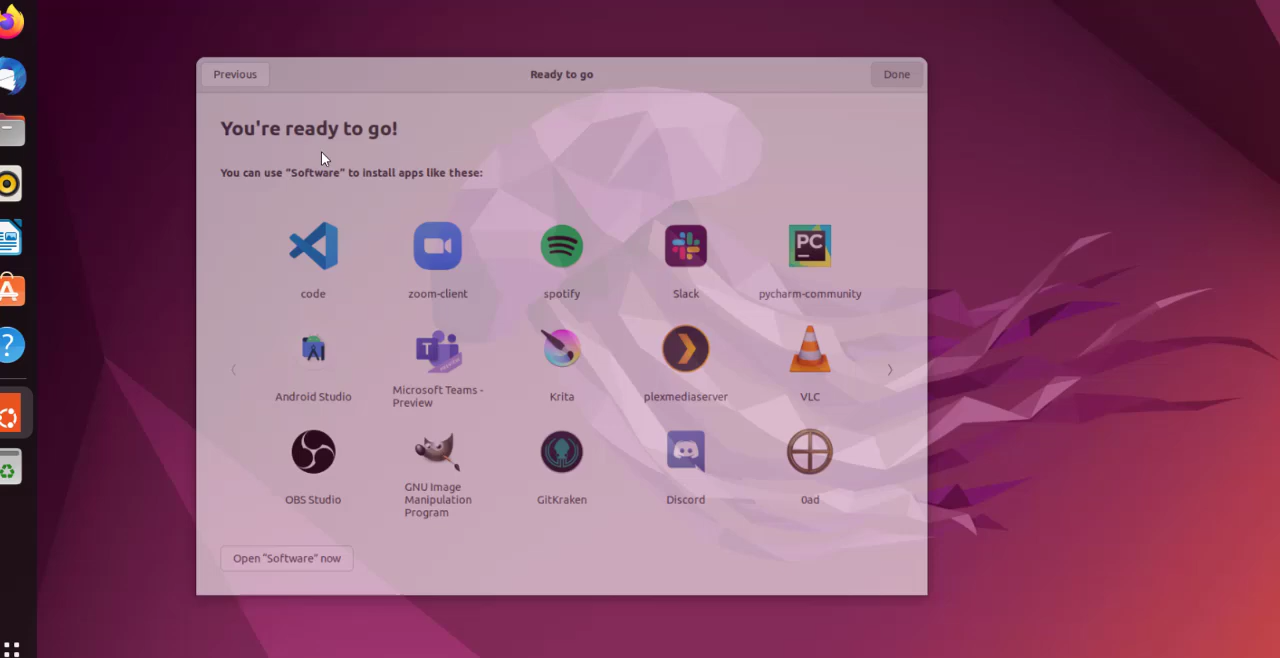 Previous
Ready to go
Done
You're ready to go!
You can use "Software" to install apps like these:
code
zoom-client
spotify
Slack
PC
pycharm-community
Android Studio
T
Microsoft Teams -
Preview
Krita
plexmediaserver
VLC
OBS Studio
GNU Image
Manipulation
Program
GitKraken
Discord
0ad
Open "Software" now